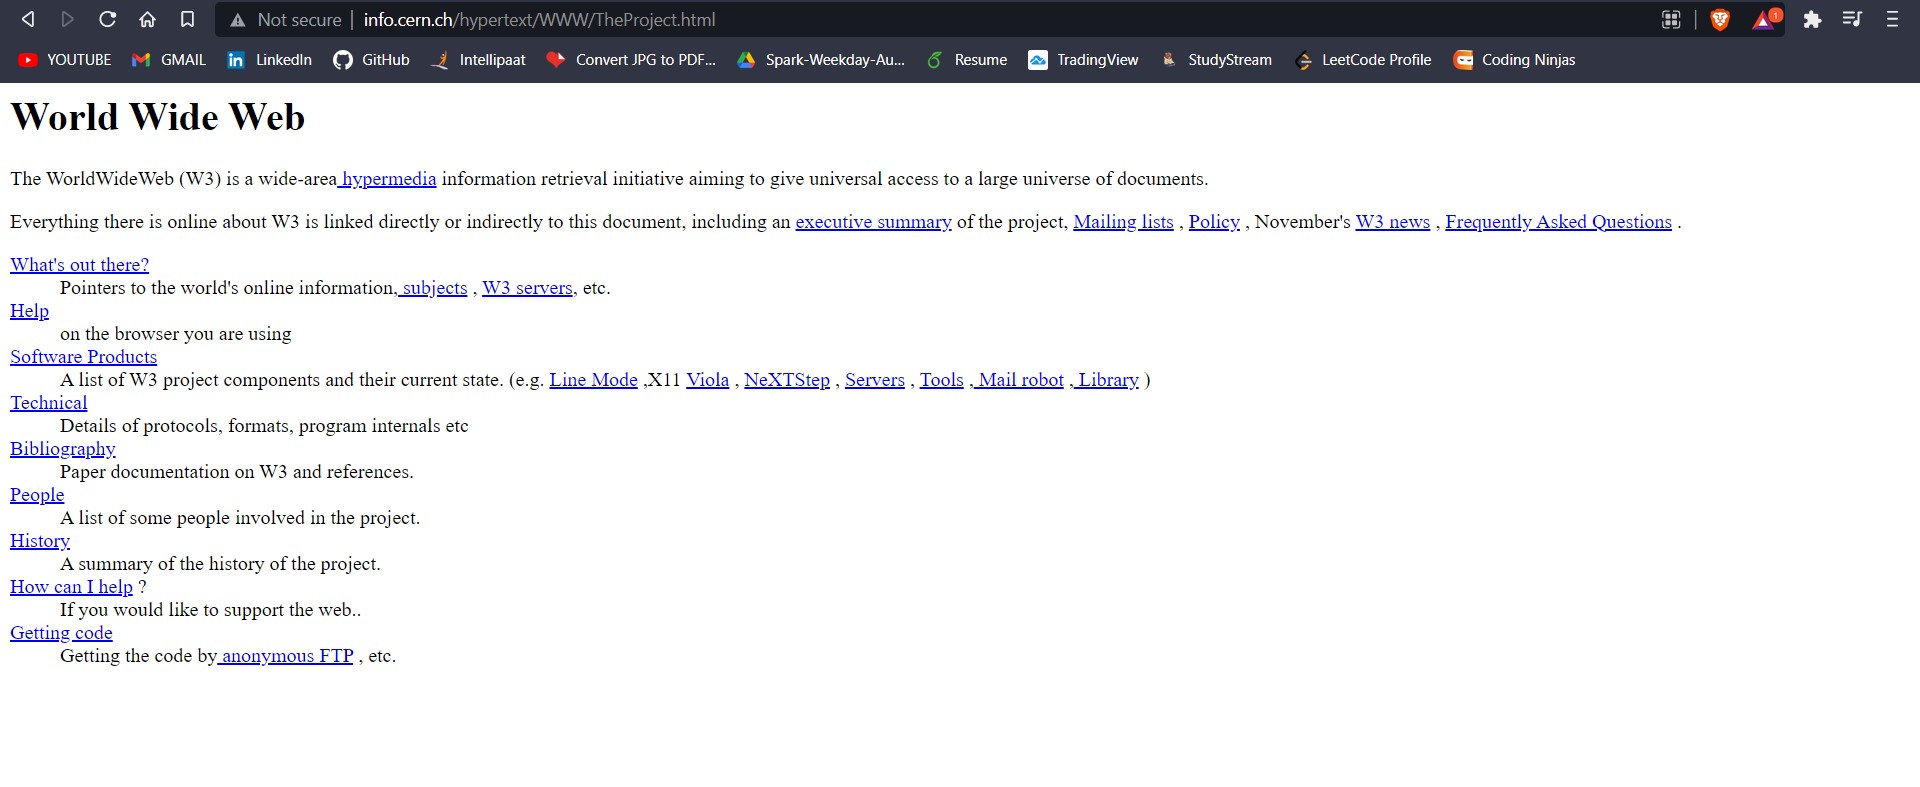 Not secure | info.cern.ch/hypertext/WWW/TheProject.html 1
YOUTUBE GMAIL LinkedIn GitHub Intellipaat Convert JPG to PDF... Spark-Weekday-Au... Resume TradingView StudyStream LeetCode Profile Coding Ninjas
World Wide Web
The WorldWideWeb (W3) is a wide-area hypermedia information retrieval initiative aiming to give universal access to a large universe of documents.
Everything there is online about W3 is linked directly or indirectly to this document, including an executive summary of the project, Mailing lists , Policy , November's W3 news , Frequently Asked Questions .
What's out there?
Pointers to the world's online information, subjects , W3 servers, etc.
Help
on the browser you are using
Software Products
A list of W3 project components and their current state. (e.g. Line Mode ,X11 Viola , NeXTStep , Servers , Tools , Mail robot , Library )
Technical
Details of protocols, formats, program internals etc
Bibliography
Paper documentation on W3 and references.
People
A list of some people involved in the project.
History
A summary of the history of the project.
How can I help ?
If you would like to support the web..
Getting code
Getting the code by anonymous FTP , etc.